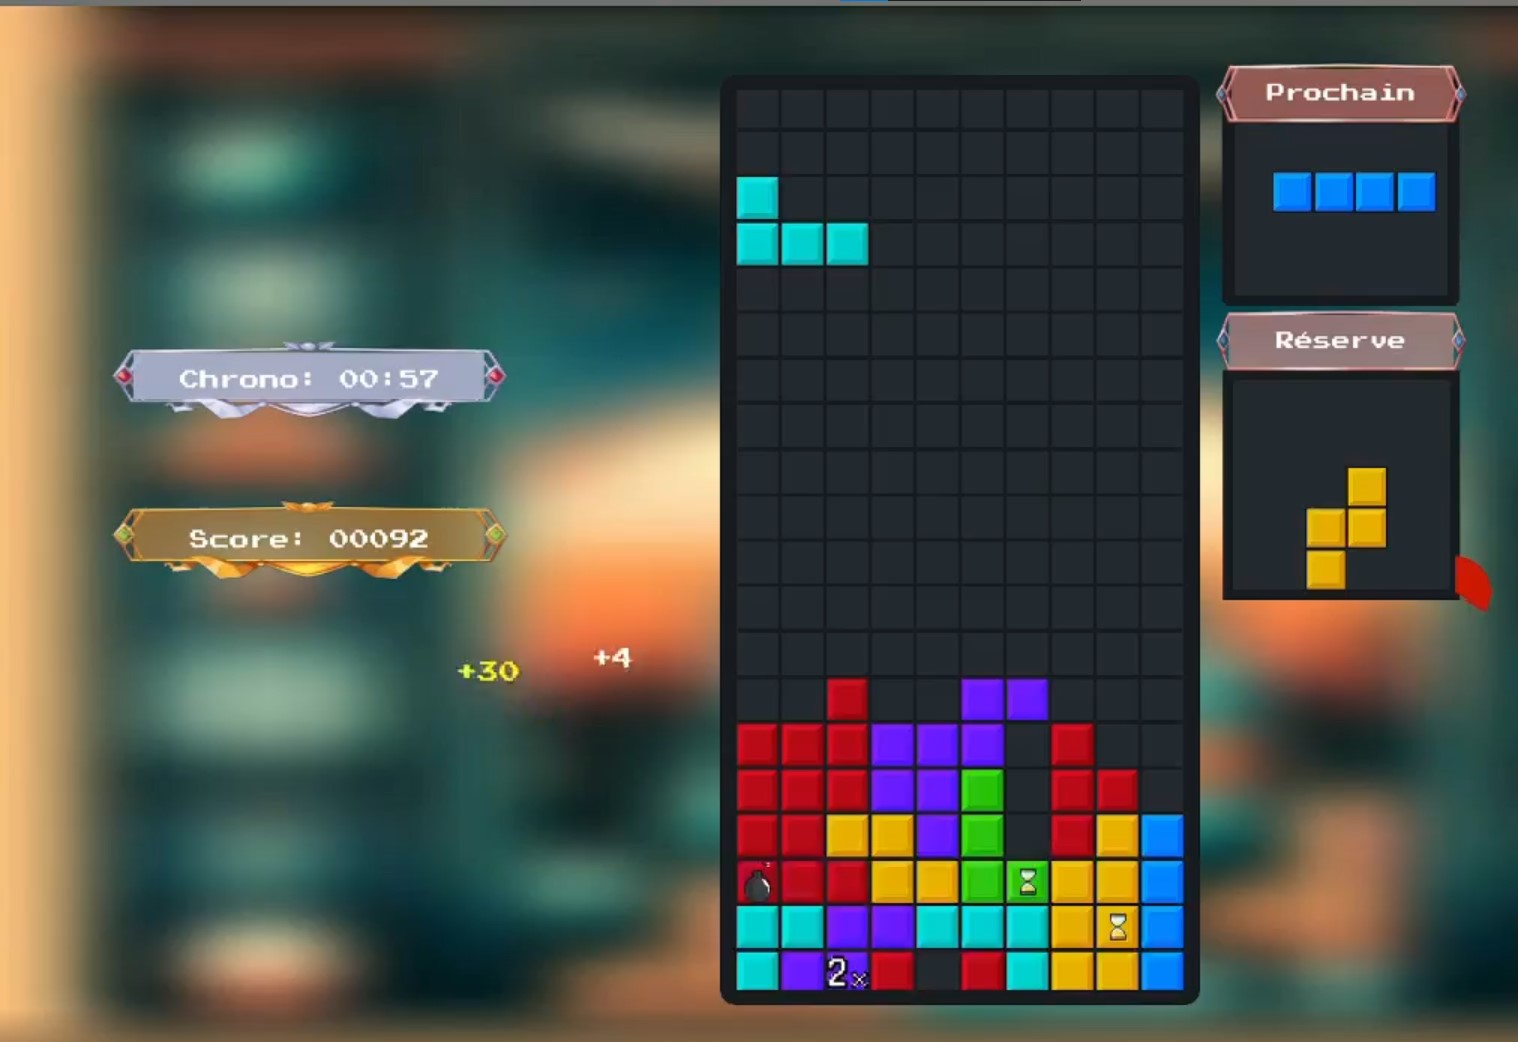 Prochain
Réserve
Chrono: 00:57
Score: 00092
+30
+4
2x